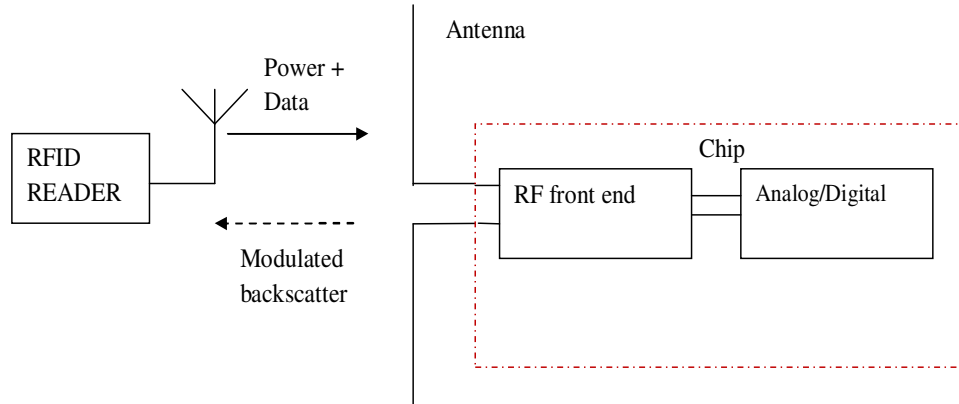 RFID
READER
Power +
Data
Modulated
backscatter
Antenna
Chip
RF front end
Analog/Digital